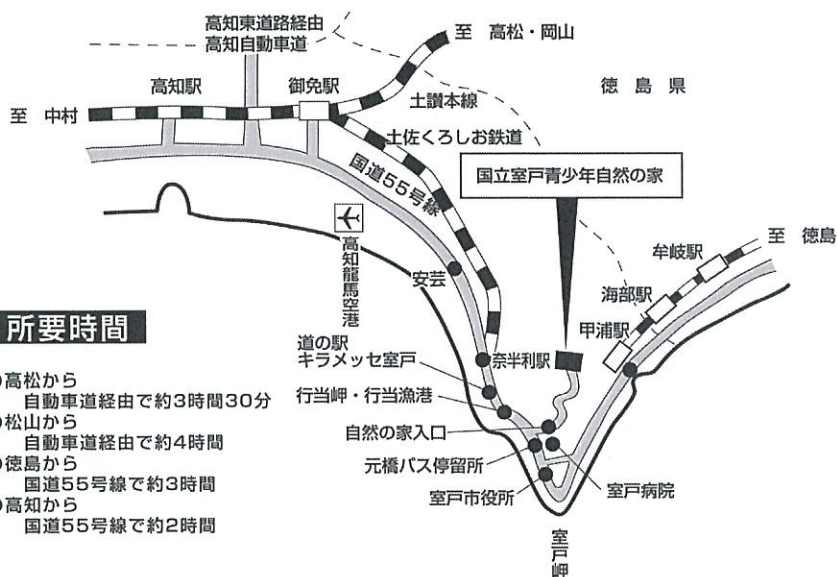 高知東道路経由
高知自動車道
至 高松・岡山
高知駅
御免駅
徳島県
至 中村
土讃本線
土佐くろしお鉄道
国道55号線
国立室戸青少年自然の家
高知龍馬空港
安芸
牟岐駅
至 徳島
海部駅
甲浦駅
道の駅
キラメッセ室戸
奈半利駅
行当岬・行当漁港
自然の家入口
元橋バス停留所
室戸市役所
室戸病院
室戸岬
所要時間
高松から
自動車道経由で約3時間30分
松山から
自動車道経由で約4時間
徳島から
国道55号線で約3時間
高知から
国道55号線で約2時間